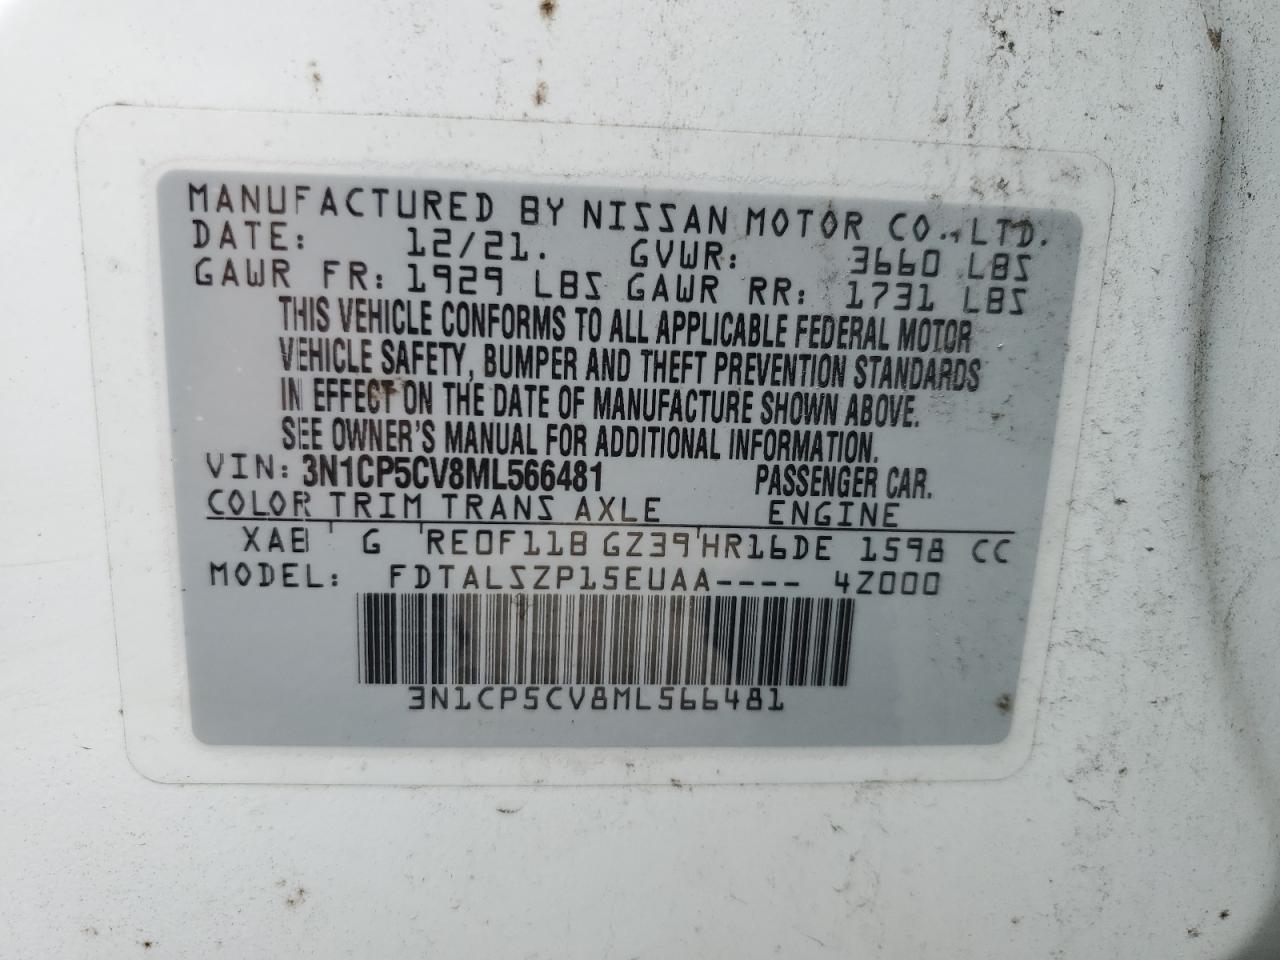 MANUFACTURED BY NISSAN MOTOR CO., LTD.
DATE: 12/21. GVWR: 3660 LBS
GAWR FR: 1929 LBS GAWR RR: 1731 LBS
THIS VEHICLE CONFORMS TO ALL APPLICABLE FEDERAL MOTOR
VEHICLE SAFETY, BUMPER AND THEFT PREVENTION STANDARDS
IN EFFECT ON THE DATE OF MANUFACTURE SHOWN ABOVE.
SEE OWNER'S MANUAL FOR ADDITIONAL INFORMATION.
VIN: 3N1CP5CV8ML566481 PASSENGER CAR.
COLOR TRIM TRANS AXLE ENGINE
XAB G RE0F11B GZ39 HR16DE 1598 CC
MODEL: FDTALSZP15EUAA---- 4Z000
3N1CP5CV8ML566481